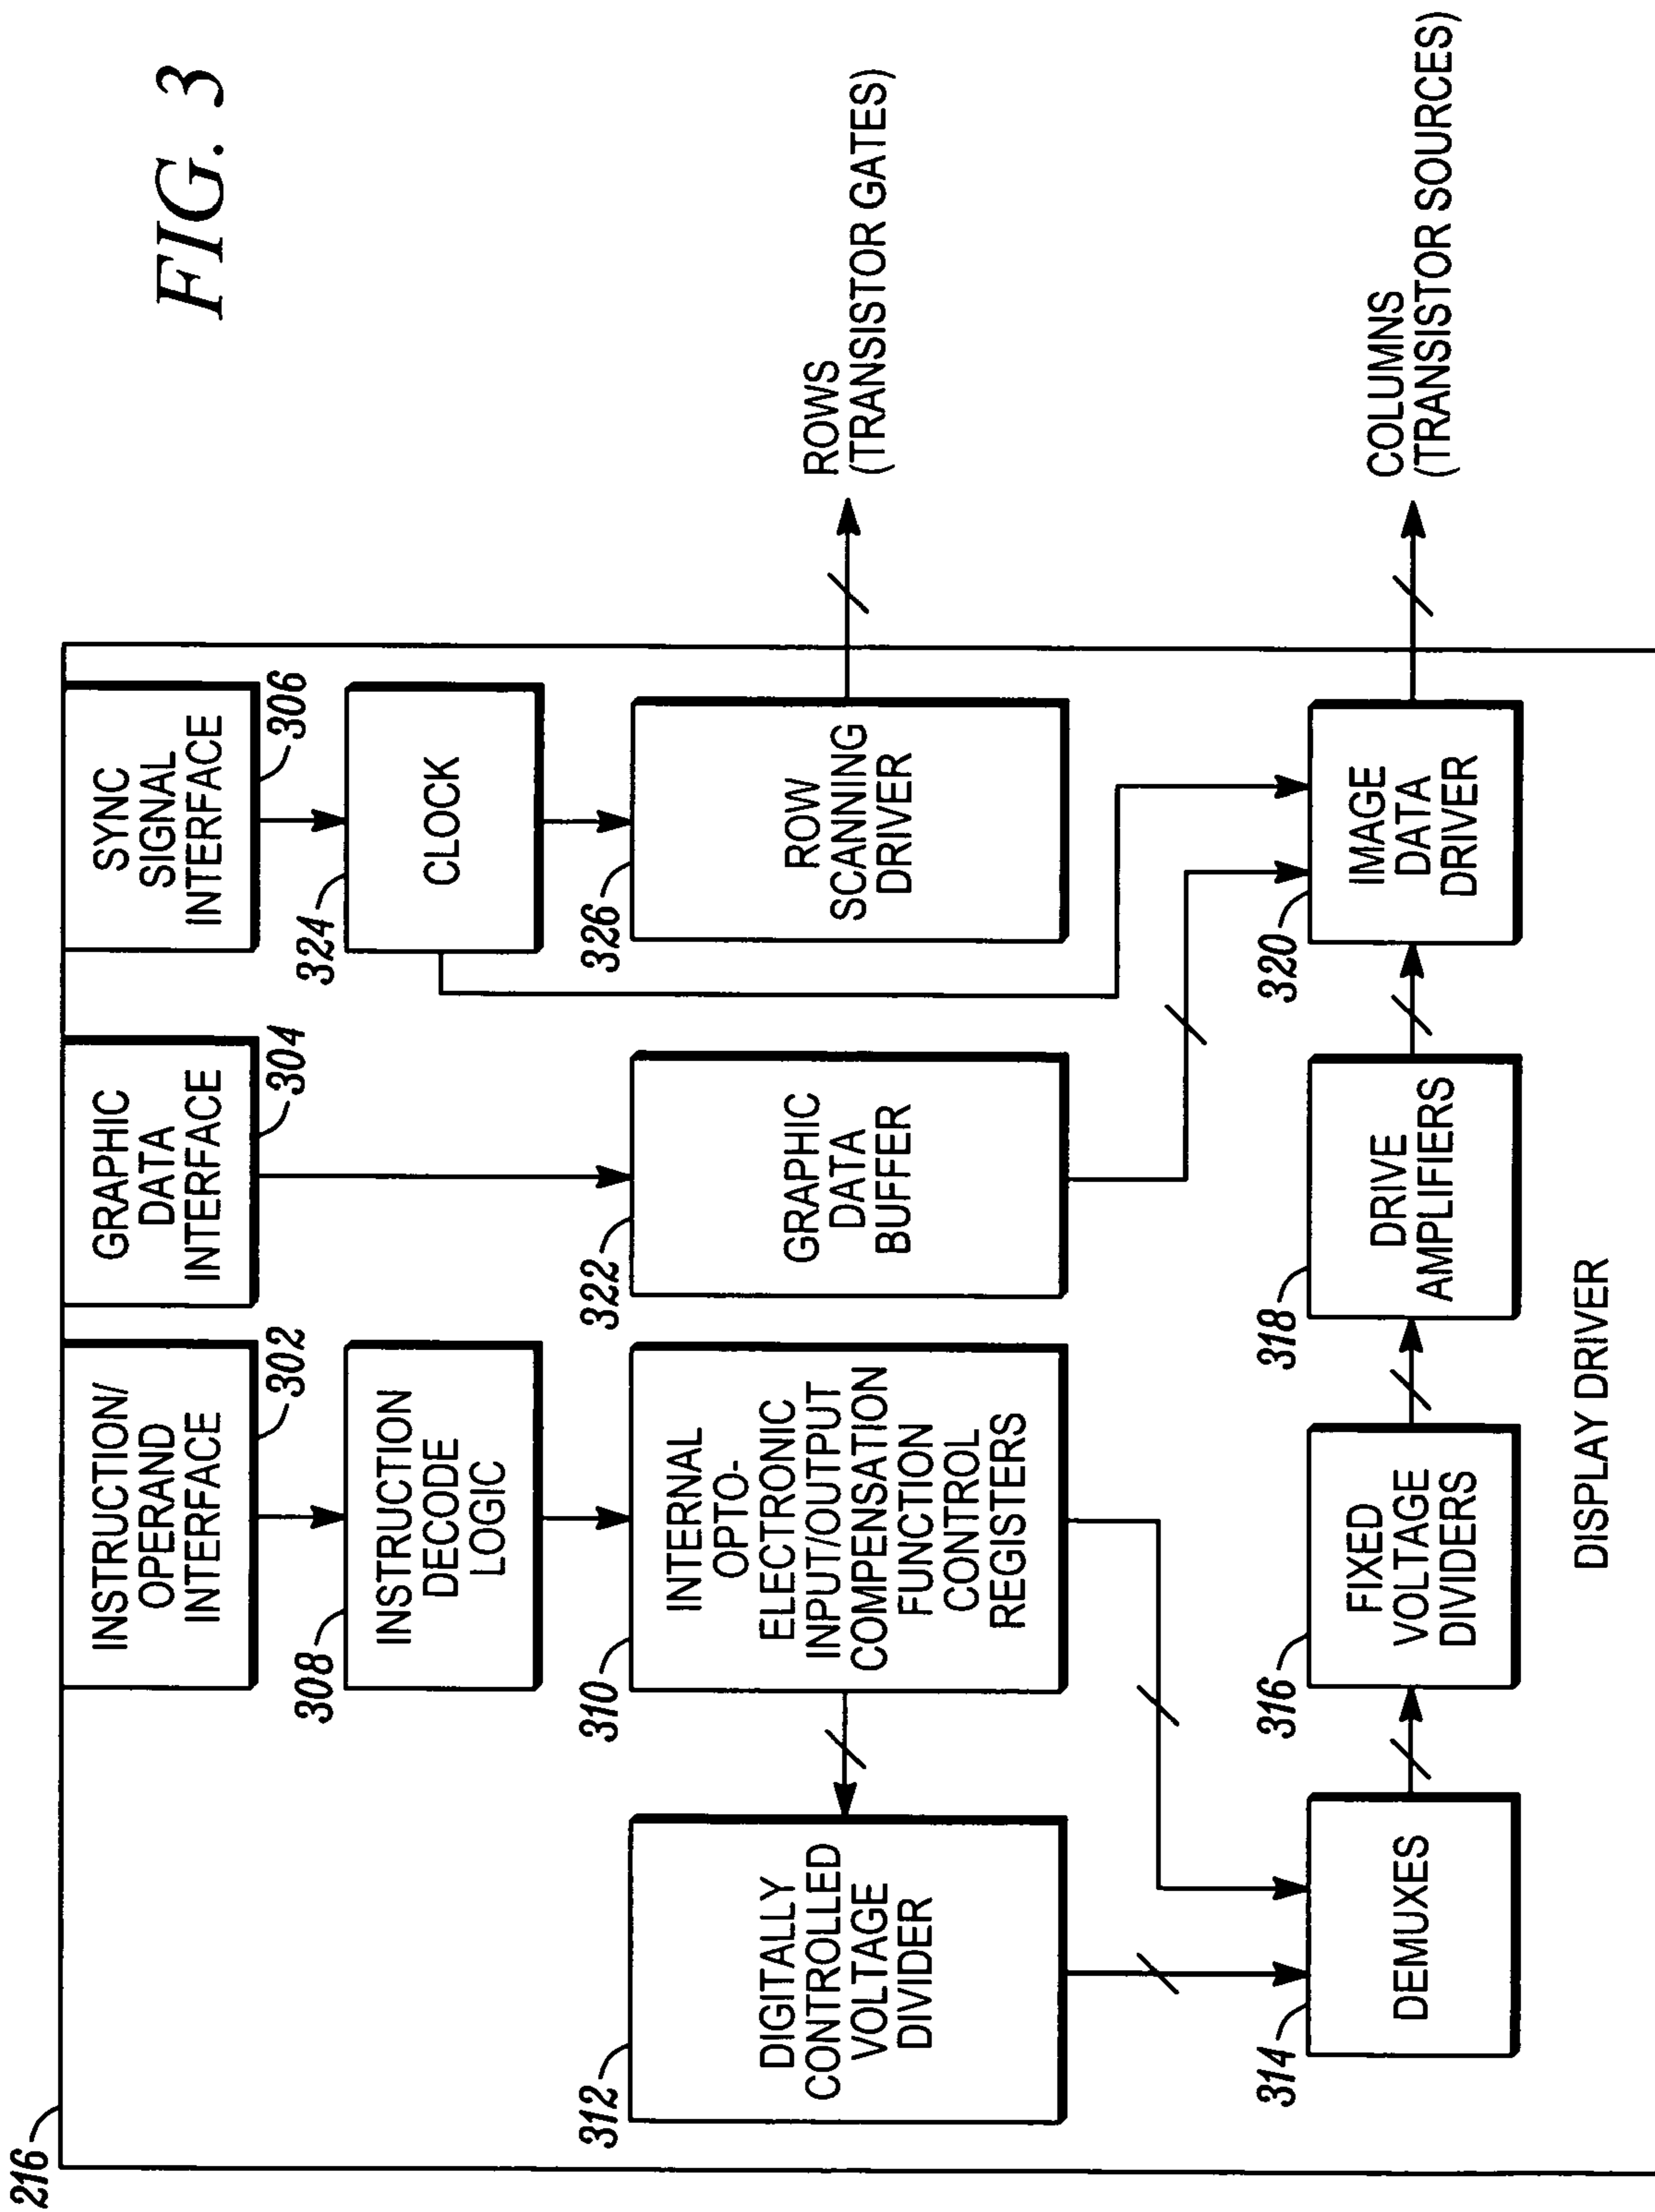 FIG. 3
216
INSTRUCTION/
OPERAND
INTERFACE
302
GRAPHIC
DATA
INTERFACE
304
SYNC
SIGNAL
INTERFACE
306
308
INSTRUCTION
DECODE
LOGIC
324
CLOCK
312
DIGITALLY
CONTROLLED
VOLTAGE
DIVIDER
310
INTERNAL
OPTO-
ELECTRONIC
INPUT/OUTPUT
COMPENSATION
FUNCTION
CONTROL
REGISTERS
322
GRAPHIC
DATA
BUFFER
326
ROW
SCANNING
DRIVER
ROWS
(TRANSISTOR GATES)
314
DEMUXES
316
FIXED
VOLTAGE
DIVIDERS
318
DRIVE
AMPLIFIERS
320
IMAGE
DATA
DRIVER
COLUMNS
(TRANSISTOR SOURCES)
DISPLAY DRIVER